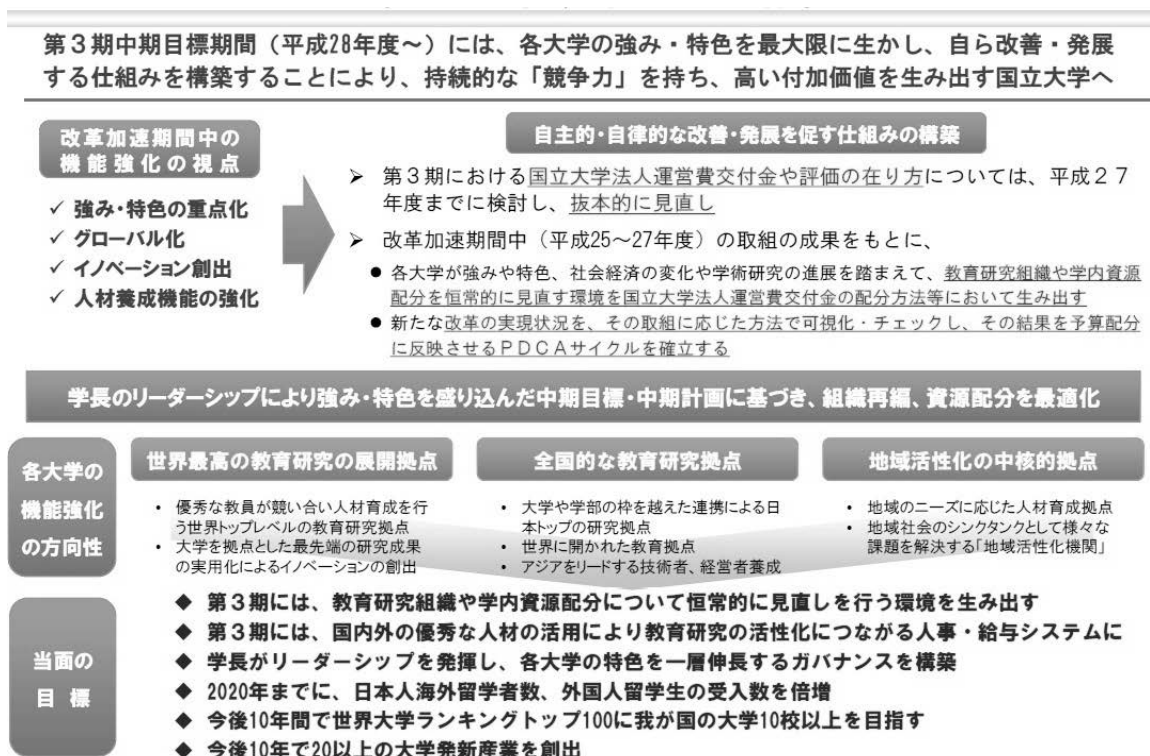 第３期中期目標期間（平成28年度～）には、各大学の強み・特色を最大限に生かし、自ら改善・発展
する仕組みを構築することにより、持続的な「競争力」を持ち、高い付加価値を生み出す国立大学へ
改革加速期間中の
機能強化の視点
✓ 強み・特色の重点化
✓ グローバル化
✓ イノベーション創出
✓ 人材養成機能の強化
自主的・自律的な改善・発展を促す仕組みの構築
➢ 第３期における国立大学法人運営費交付金や評価の在り方については、平成２７
年度までに検討し、抜本的に見直し
➢ 改革加速期間中（平成25～27年度）の取組の成果をもとに、
● 各大学が強みや特色、社会経済の変化や学術研究の進展を踏まえて、教育研究組織や学内資源
配分を恒常的に見直す環境を国立大学法人運営費交付金の配分方法等において生み出す
● 新たな改革の実現状況を、その取組に応じた方法で可視化・チェックし、その結果を予算配分
に反映させるＰＤＣＡサイクルを確立する
学長のリーダーシップにより強み・特色を盛り込んだ中期目標・中期計画に基づき、組織再編、資源配分を最適化
各大学の
機能強化
の方向性
世界最高の教育研究の展開拠点
・ 優秀な教員が競い合い人材育成を行
う世界トップレベルの教育研究拠点
・ 大学を拠点とした最先端の研究成果
の実用化によるイノベーションの創出
全国的な教育研究拠点
・ 大学や学部の枠を越えた連携による日
本トップの研究拠点
・ 世界に開かれた教育拠点
・ アジアをリードする技術者、経営者養成
地域活性化の中核的拠点
・ 地域のニーズに応じた人材育成拠点
・ 地域社会のシンクタンクとして様々な
課題を解決する「地域活性化機関」
当面の
目 標
◆ 第３期には、教育研究組織や学内資源配分について恒常的に見直しを行う環境を生み出す
◆ 第３期には、国内外の優秀な人材の活用により教育研究の活性化につながる人事・給与システムに
◆ 学長がリーダーシップを発揮し、各大学の特色を一層伸長するガバナンスを構築
◆ 2020年までに、日本人海外留学者数、外国人留学生の受入数を倍増
◆ 今後10年間で世界大学ランキングトップ100に我が国の大学10校以上を目指す
◆ 今後10年で20以上の大学発新産業を創出